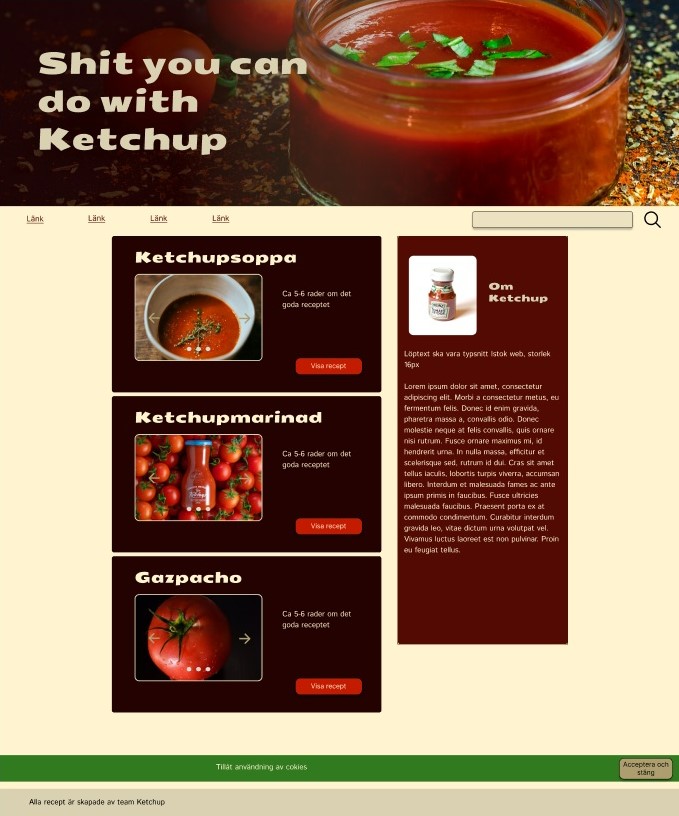 Shit you can
do with
Ketchup
Länk Länk Länk Länk
Ketchupsoppa
Ca 5-6 rader om det
goda receptet
Visa recept
Ketchupmarinad
Ca 5-6 rader om det
goda receptet
Visa recept
Gazpacho
Ca 5-6 rader om det
goda receptet
Visa recept
Om
Ketchup
Löptext ska vara typsnitt Istok web, storlek
16px
Lorem ipsum dolor sit amet, consectetur
adipiscing elit. Morbi a consectetur metus, eu
fermentum felis. Donec id enim gravida,
pharetra massa a, convallis odio. Donec
molestie neque at felis convallis, quis ornare
nisi rutrum. Fusce ornare maximus mi, id
hendrerit urna. In nulla massa, efficitur et
scelerisque sed, rutrum id dui. Cras sit amet
tellus iaculis, lobortis turpis viverra, accumsan
libero. Interdum et malesuada fames ac ante
ipsum primis in faucibus. Fusce ultricies
malesuada faucibus. Praesent porta ex at
commodo condimentum. Curabitur interdum
gravida leo, vitae dictum urna volutpat vel.
Vivamus luctus laoreet est non pulvinar. Proin
eu feugiat tellus.
Tillåt användning av cokies
Acceptera och
stäng
Alla recept är skapade av team Ketchup